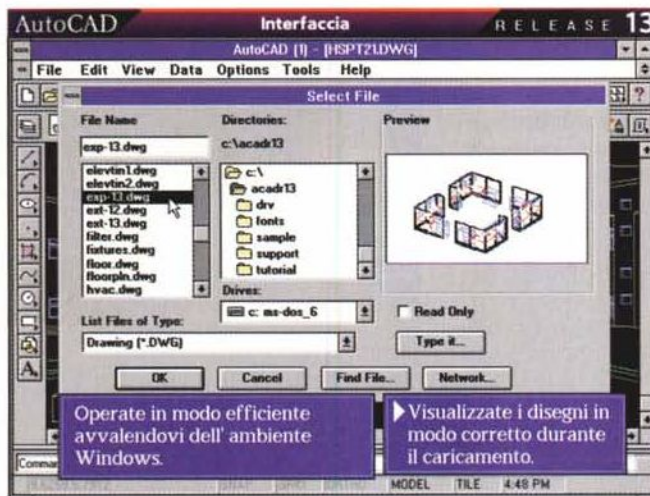 AutoCAD Interfaccia RELEASE 13
AutoCAD (1) - [HSPT21.DWG]
File Edit View Data Options Tools Help
Select File
File Name
Directories:
Preview
exp-13.dwg
c:\acadr13
elevtin1.dwg
elevtin2.dwg
exp-13.dwg
ext-12.dwg
ext-13.dwg
filter.dwg
fixtures.dwg
floor.dwg
floorpln.dwg
hvac.dwg
c:\
acadr13
drv
fonts
sample
support
tutorial
Drives:
c: ms-dos_6
Read Only
List Files of Type:
Drawing (*.DWG)
Type it...
OK Cancel Find File... Network...
Operate in modo efficiente
avvalendovi dell' ambiente
Windows.
Visualizzate i disegni in
modo corretto durante
il caricamento.
MODEL TILE 4:48 PM